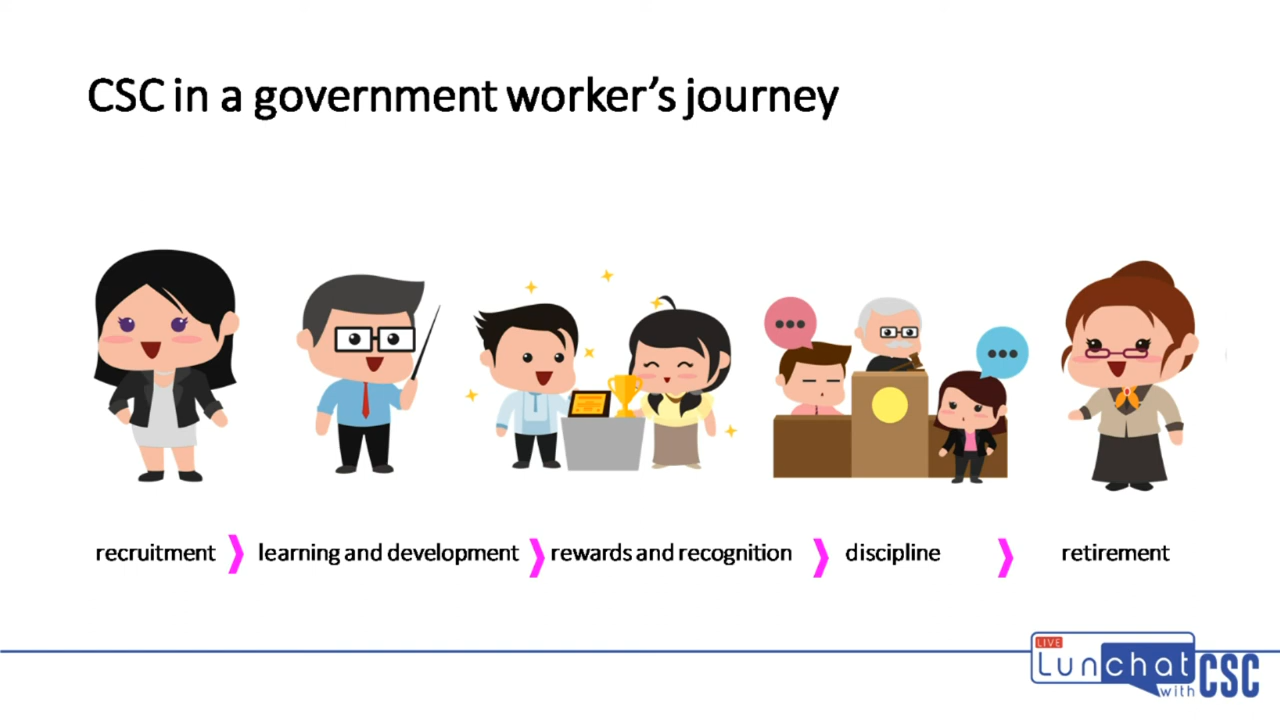 CSC in a government worker's journey
recruitment
learning and development
rewards and recognition
discipline
retirement
LIVE
Lunchat
with CSC